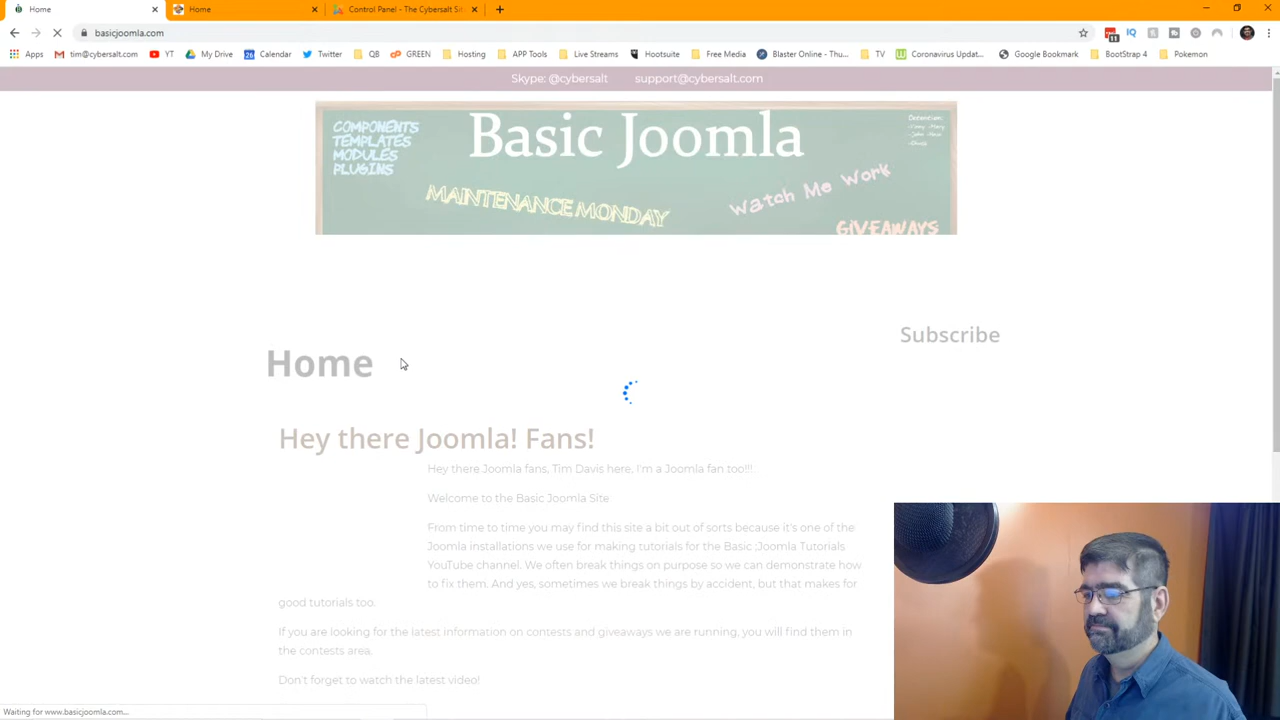 Home
Home
Control Panel - The Cybersalt Sit
basicjoomla.com
Apps
tim@cybersalt.com
YT
My Drive
Calendar
Twitter
QB
GREEN
Hosting
APP Tools
Live Streams
Hootsuite
Free Media
Blaster Online - Thu...
TV
Coronavirus Updat...
Google Bookmark
BootStrap 4
Pokemon
Skype: @cybersalt support@cybersalt.com
COMPONENTS
TEMPLATES
MODULES
PLUGINS
Basic Joomla
MAINTENANCE MONDAY
Watch Me Work
GIVEAWAYS
Subscribe
Home
Hey there Joomla! Fans!
Hey there Joomla fans, Tim Davis here, I'm a Joomla fan too!!!
Welcome to the Basic Joomla Site.
From time to time you may find this site a bit out of sorts because it's one of the
Joomla installations we use for making tutorials for the Basic ;Joomla Tutorials
YouTube channel. We often break things on purpose so we can demonstrate how
to fix them. And yes, sometimes we break things by accident, but that makes for
good tutorials too.
If you are looking for the latest information on contests and giveaways we are running, you will find them in
the contests area.
Don't forget to watch the latest video!
Waiting for www.basicjoomla.com...